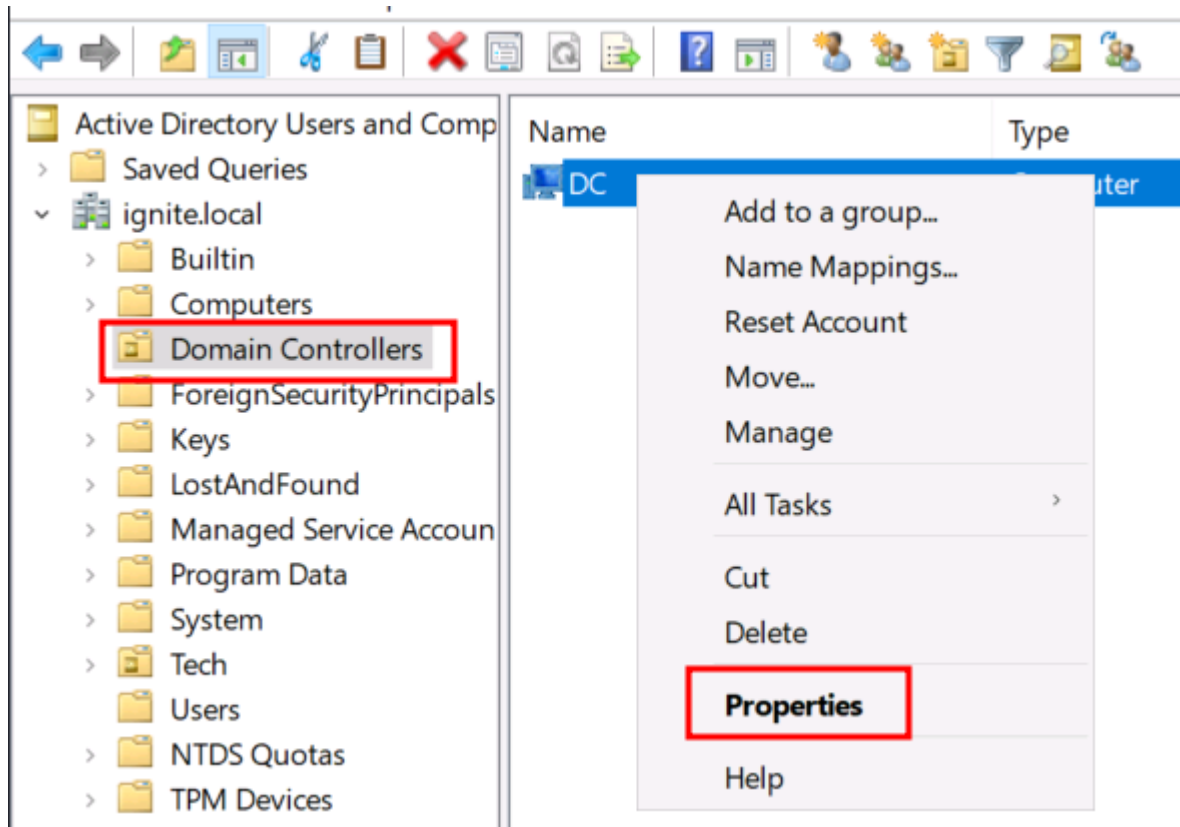 Active Directory Users and Comp
Saved Queries
ignite.local
Builtin
Computers
Domain Controllers
ForeignSecurityPrincipals
Keys
LostAndFound
Managed Service Accoun
Program Data
System
Tech
Users
NTDS Quotas
TPM Devices
Name Type
DC uter
Add to a group...
Name Mappings...
Reset Account
Move...
Manage
All Tasks
Cut
Delete
Properties
Help